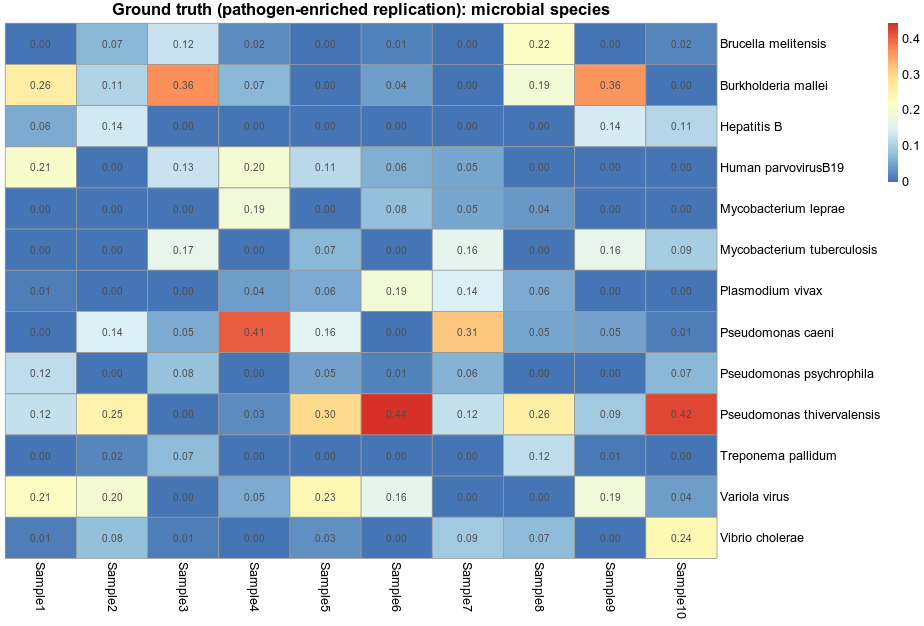 Ground truth (pathogen-enriched replication): microbial species
0.00 0.07 0.12 0.02 0.00 0.01 0.00 0.22 0.00 0.02 Brucella melitensis
0.26 0.11 0.36 0.07 0.00 0.04 0.00 0.19 0.36 0.00 Burkholderia mallei
0.06 0.14 0.00 0.00 0.00 0.00 0.00 0.00 0.14 0.11 Hepatitis B
0.21 0.00 0.13 0.20 0.11 0.06 0.05 0.00 0.00 0.00 Human parvovirusB19
0.00 0.00 0.00 0.19 0.00 0.08 0.05 0.04 0.00 0.00 Mycobacterium leprae
0.00 0.00 0.17 0.00 0.07 0.00 0.16 0.00 0.16 0.09 Mycobacterium tuberculosis
0.01 0.00 0.00 0.04 0.06 0.19 0.14 0.06 0.00 0.00 Plasmodium vivax
0.00 0.14 0.05 0.41 0.16 0.00 0.31 0.05 0.05 0.01 Pseudomonas caeni
0.12 0.00 0.08 0.00 0.05 0.01 0.06 0.00 0.00 0.07 Pseudomonas psychrophila
0.12 0.25 0.00 0.03 0.30 0.44 0.12 0.26 0.09 0.42 Pseudomonas thivervalensis
0.00 0.02 0.07 0.00 0.00 0.00 0.00 0.12 0.01 0.00 Treponema pallidum
0.21 0.20 0.00 0.05 0.23 0.16 0.00 0.00 0.19 0.04 Variola virus
0.01 0.08 0.01 0.00 0.03 0.00 0.09 0.07 0.00 0.24 Vibrio cholerae
Sample1 Sample2 Sample3 Sample4 Sample5 Sample6 Sample7 Sample8 Sample9 Sample10
0.4
0.3
0.2
0.1
0